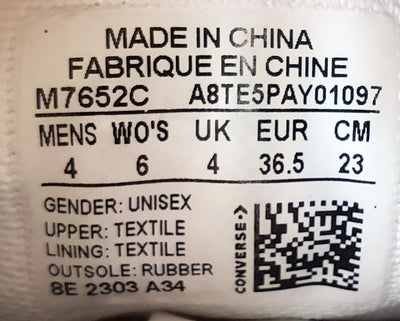 MADE IN CHINA
FABRIQUE EN CHINE
M7652C A8TE5PAY01097
MENS WO'S UK EUR CM
4 6 4 36.5 23
GENDER: UNISEX
UPPER: TEXTILE
LINING: TEXTILE
OUTSOLE: RUBBER
8E 2303 A34
CONVERSE